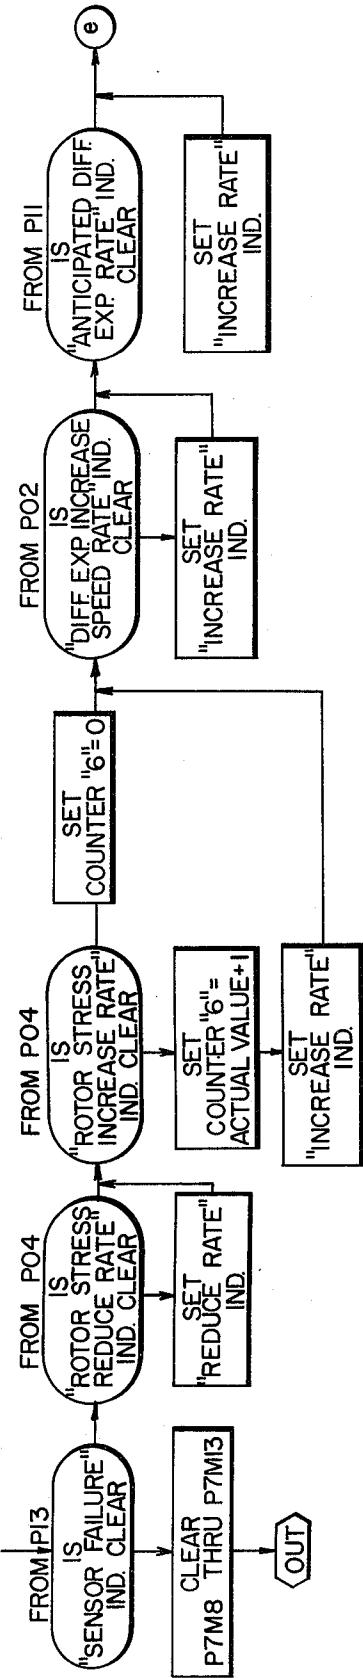 FROM P13
IS
"SENSOR FAILURE"
IND. CLEAR
CLEAR
P7M8 THRU P7M13
OUT
FROM P04
IS
"ROTOR STRESS
REDUCE RATE"
IND. CLEAR
SET
"REDUCE RATE"
IND.
FROM P04
IS
"ROTOR STRESS
INCREASE RATE"
IND. CLEAR
SET
COUNTER "6"=
ACTUAL VALUE+1
SET
"INCREASE RATE"
IND.
SET
COUNTER "6"=0
FROM P02
IS
"DIFF. EXP. INCREASE
SPEED RATE" IND.
CLEAR
SET
"INCREASE RATE"
IND.
FROM P11
IS
"ANTICIPATED DIFF.
EXP. RATE" IND.
CLEAR
SET
"INCREASE RATE"
IND.
e